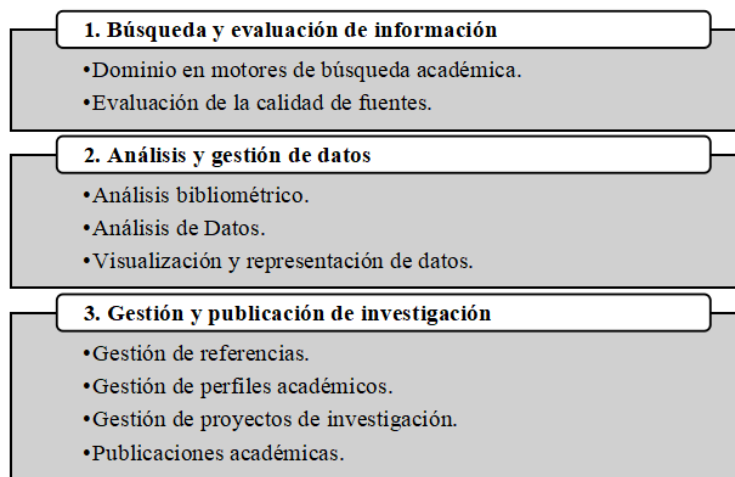 1. Búsqueda y evaluación de información
•Dominio en motores de búsqueda académica.
•Evaluación de la calidad de fuentes.
2. Análisis y gestión de datos
•Análisis bibliométrico.
•Análisis de Datos.
•Visualización y representación de datos.
3. Gestión y publicación de investigación
•Gestión de referencias.
•Gestión de perfiles académicos.
•Gestión de proyectos de investigación.
•Publicaciones académicas.